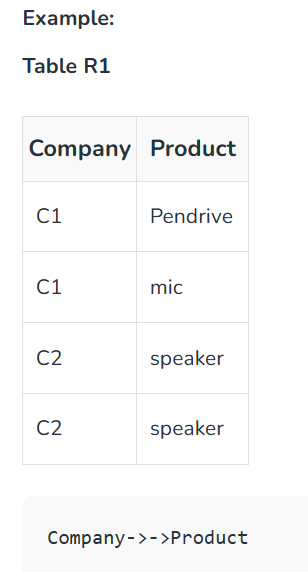 Example:
Table R1
Company Product
C1 Pendrive
C1 mic
C2 speaker
C2 speaker
Company->->Product